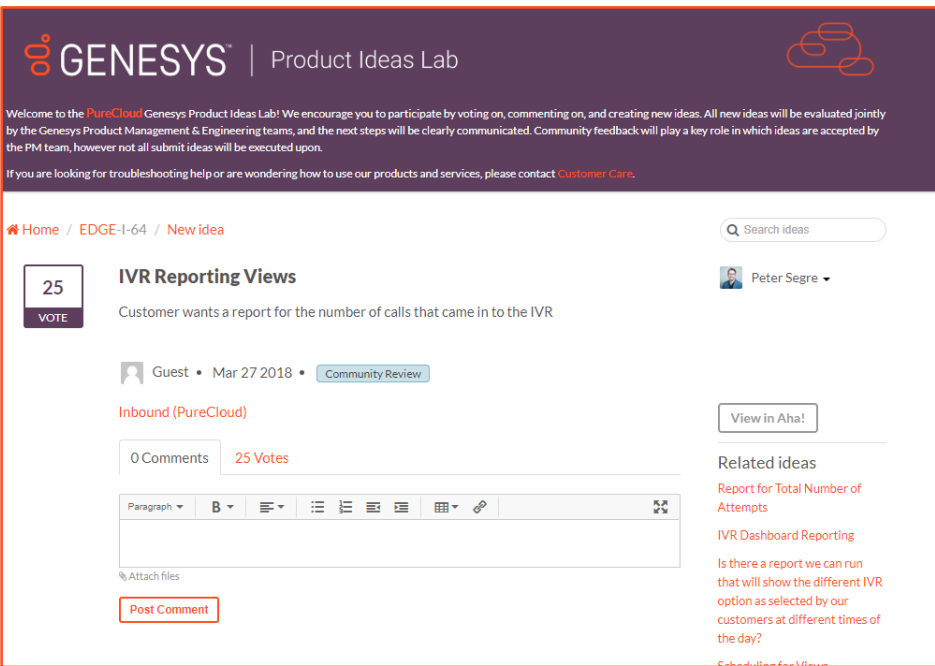 GENESYS™ | Product Ideas Lab
Welcome to the PureCloud Genesys Product Ideas Lab! We encourage you to participate by voting on, commenting on, and creating new ideas. All new ideas will be evaluated jointly
by the Genesys Product Management & Engineering teams, and the next steps will be clearly communicated. Community feedback will play a key role in which ideas are accepted by
the PM team, however not all submit ideas will be executed upon.
If you are looking for troubleshooting help or are wondering how to use our products and services, please contact Customer Care.
Home / EDGE-I-64 / New idea
Search ideas
25
VOTE
IVR Reporting Views
Customer wants a report for the number of calls that came in to the IVR
Peter Segre
Guest • Mar 27 2018 • Community Review
Inbound (PureCloud)
View in Aha!
0 Comments
25 Votes
Paragraph
B
Attach files
Post Comment
Related ideas
Report for Total Number of
Attempts
IVR Dashboard Reporting
Is there a report we can run
that will show the different IVR
option as selected by our
customers at different times of
the day?
Scheduling for Views